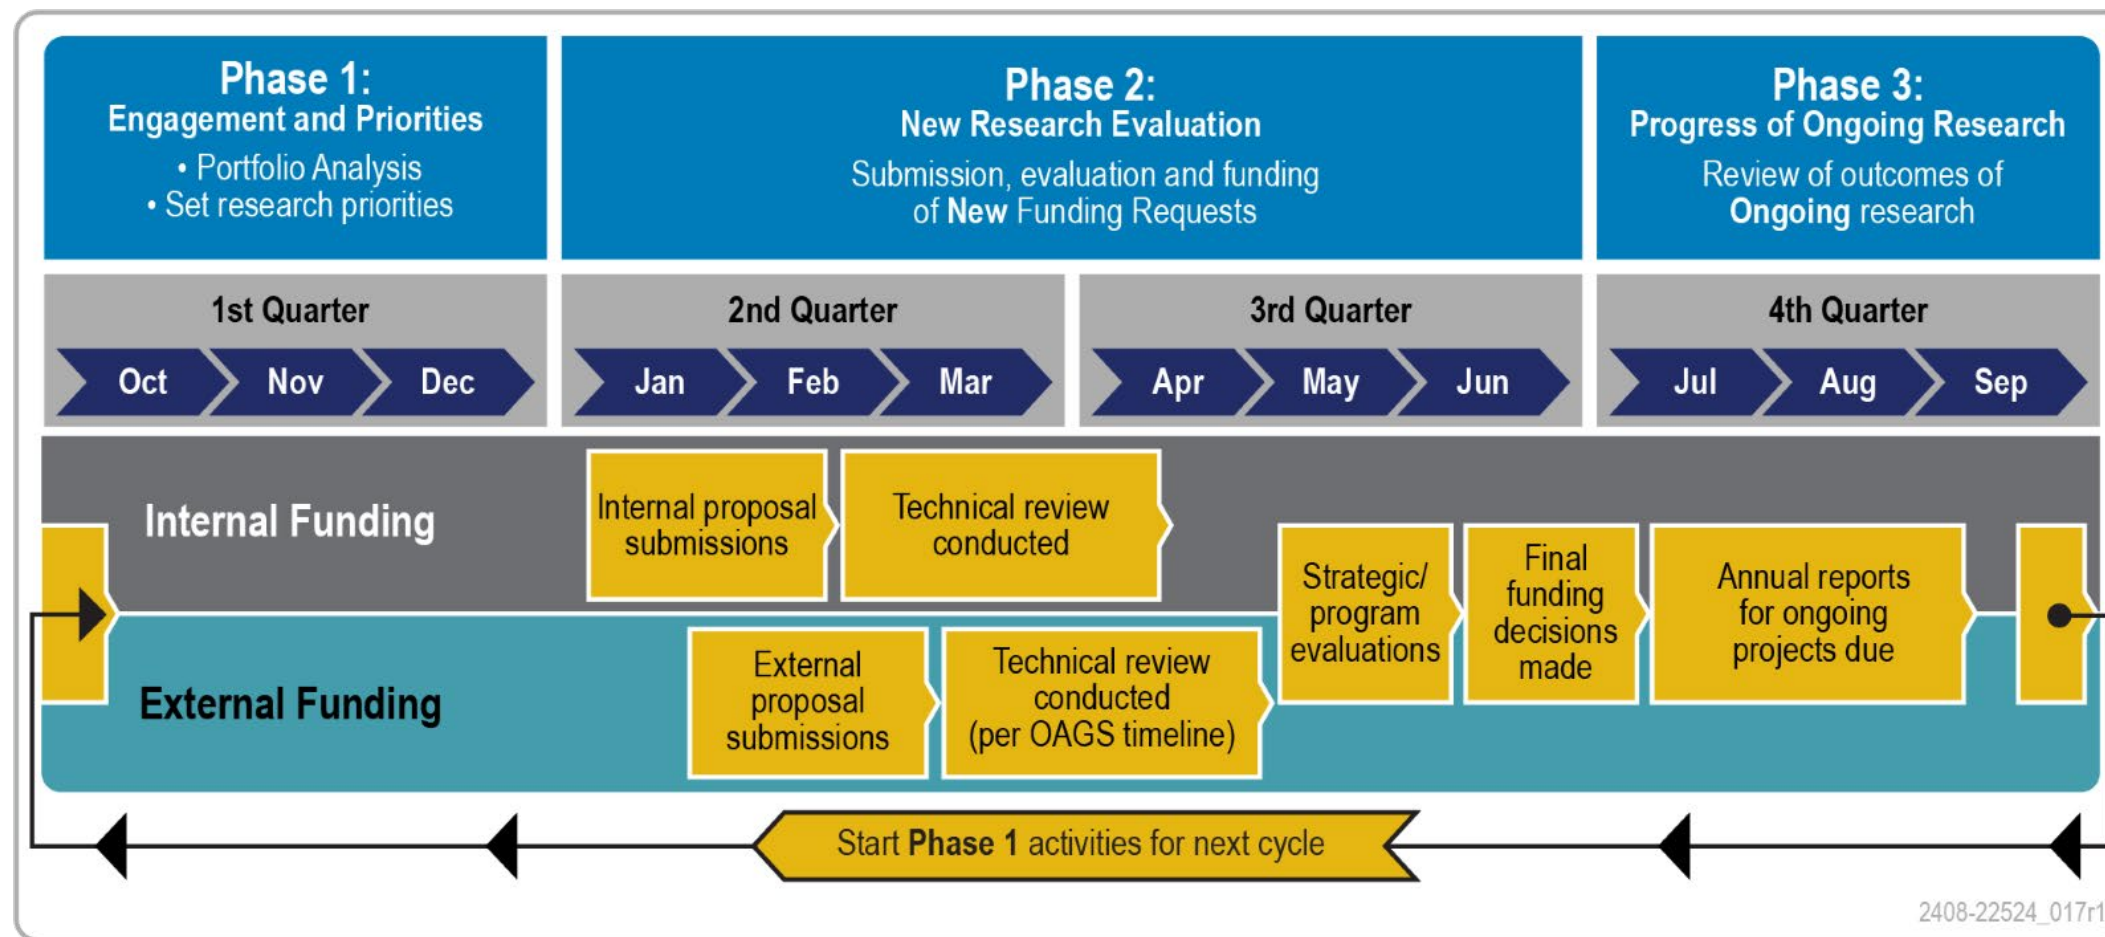 Phase 1:
Engagement and Priorities
• Portfolio Analysis
• Set research priorities
Phase 2:
New Research Evaluation
Submission, evaluation and funding
of New Funding Requests
Phase 3:
Progress of Ongoing Research
Review of outcomes of
Ongoing research
1st Quarter
Oct
Nov
Dec
2nd Quarter
Jan
Feb
Mar
3rd Quarter
Apr
May
Jun
4th Quarter
Jul
Aug
Sep
Internal Funding
Internal proposal
submissions
Technical review
conducted
External Funding
External
proposal
submissions
Technical review
conducted
(per OAGS timeline)
Strategic/
program
evaluations
Final
funding
decisions
made
Annual reports
for ongoing
projects due
Start Phase 1 activities for next cycle
2408-22524_017r1